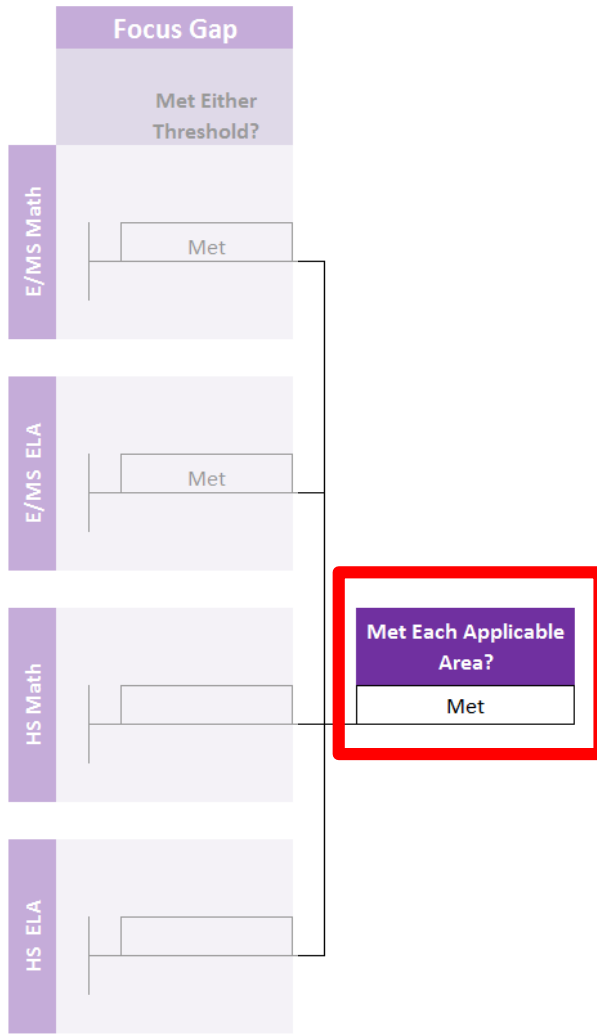 Focus Gap
Met Either
Threshold?
E/MS Math
Met
E/MS ELA
Met
HS Math
Met Each Applicable
Area?
Met
HS ELA